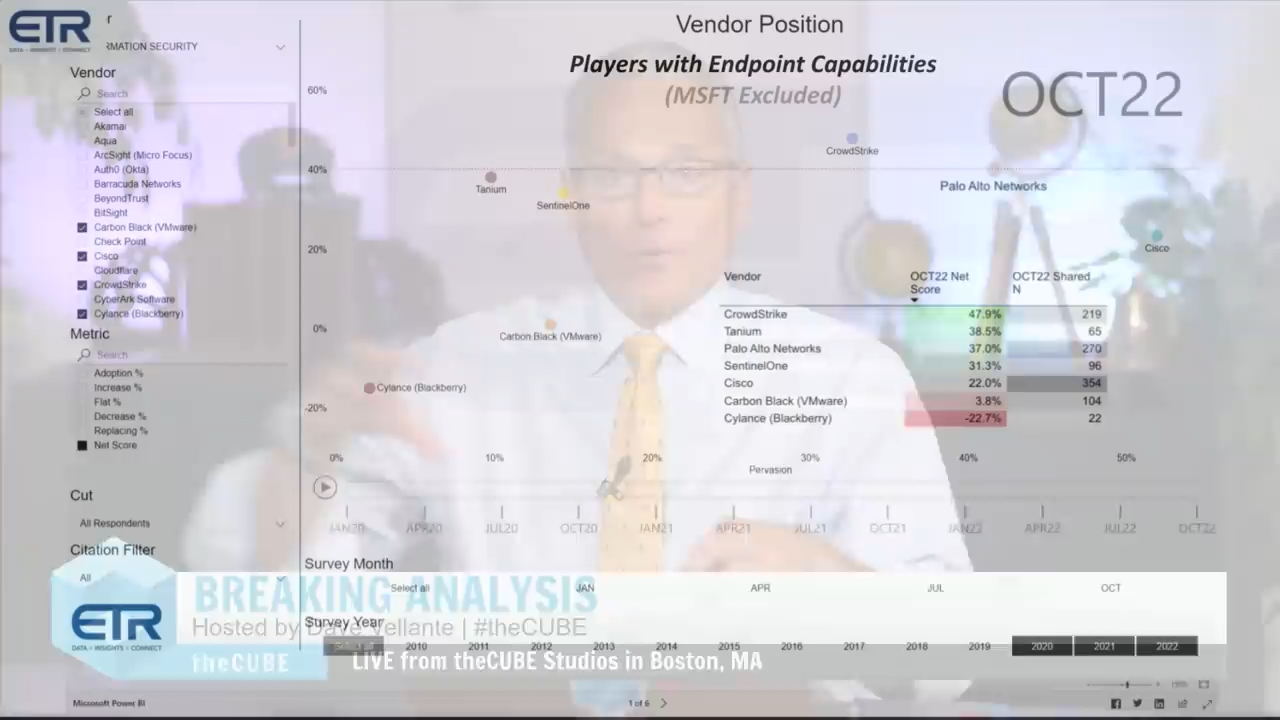 ETR
DATA • INSIGHTS • CONNECT
r
RMATION SECURITY
Vendor
Search
Select all
Akamai
Aqua
ArcSight (Micro Focus)
Auth0 (Okta)
Barracuda Networks
BeyondTrust
BitSight
Carbon Black (VMware)
Check Point
Cisco
Cloudflare
CrowdStrike
CyberArk Software
Cylance (Blackberry)
Metric
Search
Adoption %
Increase %
Flat %
Decrease %
Replacing %
Net Score
Cut
All Respondents
Citation Filter
All
Vendor Position
Players with Endpoint Capabilities
(MSFT Excluded)
OCT22
60%
40%
20%
0%
-20%
CrowdStrike
Tanium
SentinelOne
Palo Alto Networks
Cisco
Carbon Black (VMware)
Cylance (Blackberry)
Vendor OCT22 Net Score OCT22 Shared N
CrowdStrike 47.9% 219
Tanium 38.5% 65
Palo Alto Networks 37.0% 270
SentinelOne 31.3% 96
Cisco 22.0% 354
Carbon Black (VMware) 3.8% 104
Cylance (Blackberry) -22.7% 22
0% 10% 20% 30% 40% 50%
Pervasion
JAN20 APR20 JUL20 OCT20 JAN21 APR21 JUL21 OCT21 JAN22 APR22 JUL22 OCT22
Survey Month
Select all JAN APR JUL OCT
Survey Year
Select all 2010 2011 2012 2013 2014 2015 2016 2017 2018 2019 2020 2021 2022
BREAKING ANALYSIS
Hosted by Dave Vellante | #theCUBE
ETR
DATA • INSIGHTS • CONNECT
theCUBE
LIVE from theCUBE Studios in Boston, MA
Microsoft Power BI
1 of 6